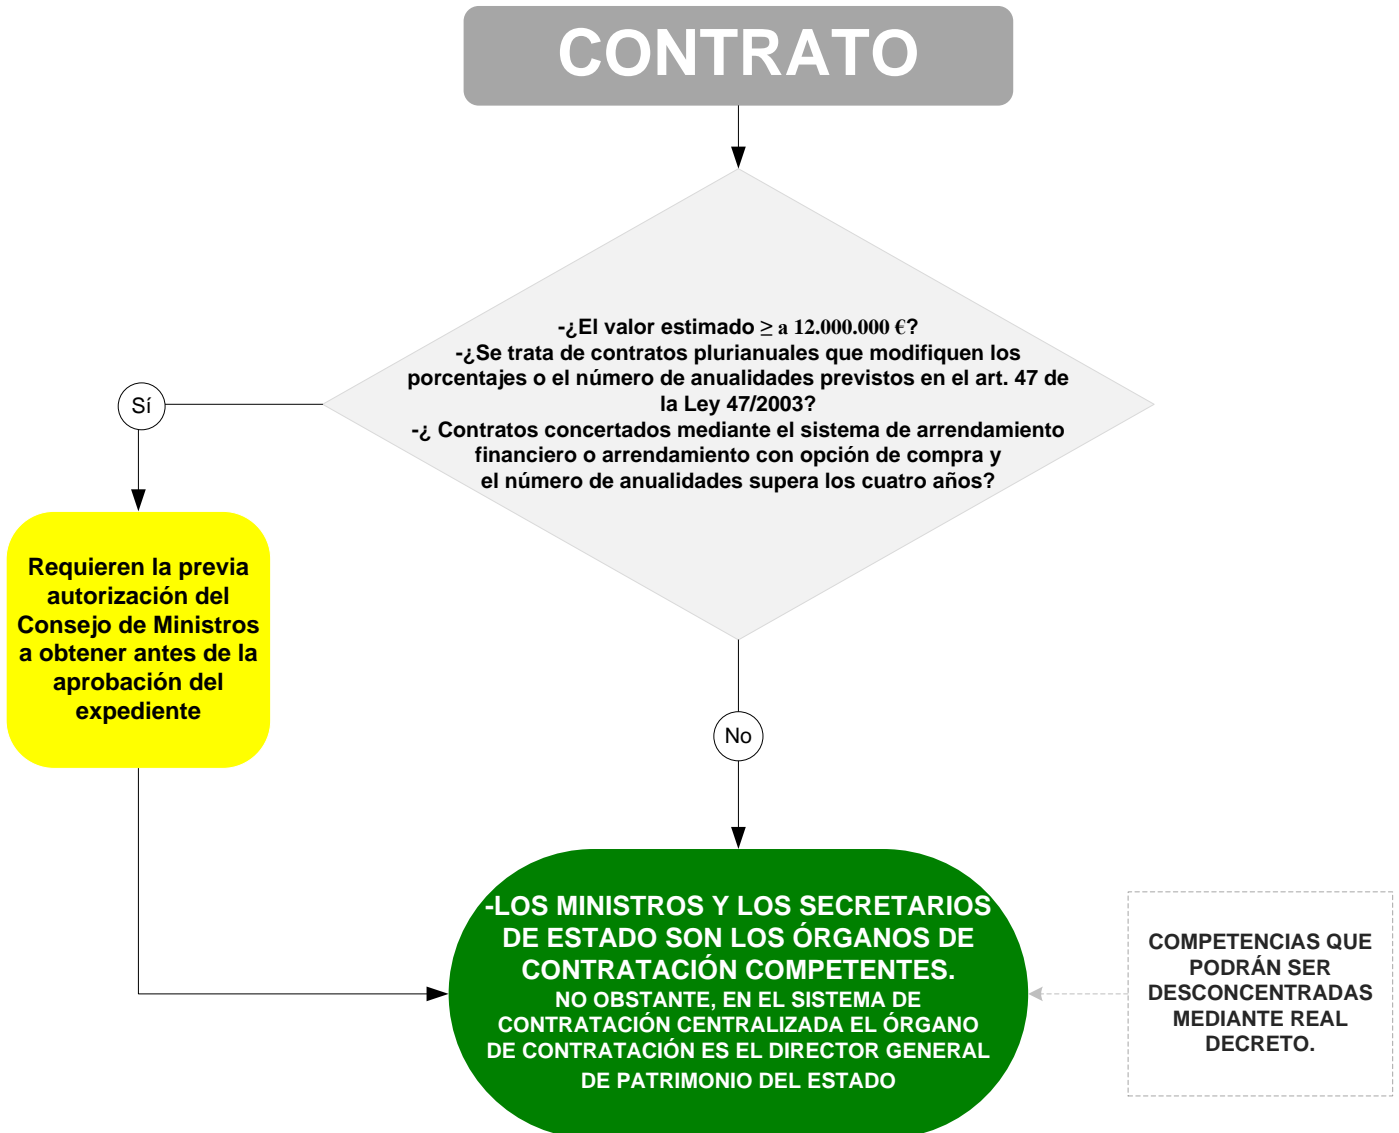 CONTRATO
-¿El valor estimado ≥ a 12.000.000 €?
-¿Se trata de contratos plurianuales que modifiquen los
porcentajes o el número de anualidades previstos en el art. 47 de
la Ley 47/2003?
-¿ Contratos concertados mediante el sistema de arrendamiento
financiero o arrendamiento con opción de compra y
el número de anualidades supera los cuatro años?
Sí
Requieren la previa
autorización del
Consejo de Ministros
a obtener antes de la
aprobación del
expediente
No
-LOS MINISTROS Y LOS SECRETARIOS
DE ESTADO SON LOS ÓRGANOS DE
CONTRATACIÓN COMPETENTES.
NO OBSTANTE, EN EL SISTEMA DE
CONTRATACIÓN CENTRALIZADA EL ÓRGANO
DE CONTRATACIÓN ES EL DIRECTOR GENERAL
DE PATRIMONIO DEL ESTADO
COMPETENCIAS QUE
PODRÁN SER
DESCONCENTRADAS
MEDIANTE REAL
DECRETO.